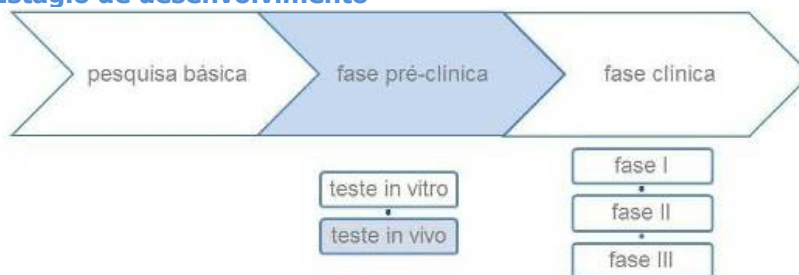 estágio de desenvolvimento
pesquisa básica
fase pré-clínica
fase clínica
teste in vitro
teste in vivo
fase I
fase II
fase III